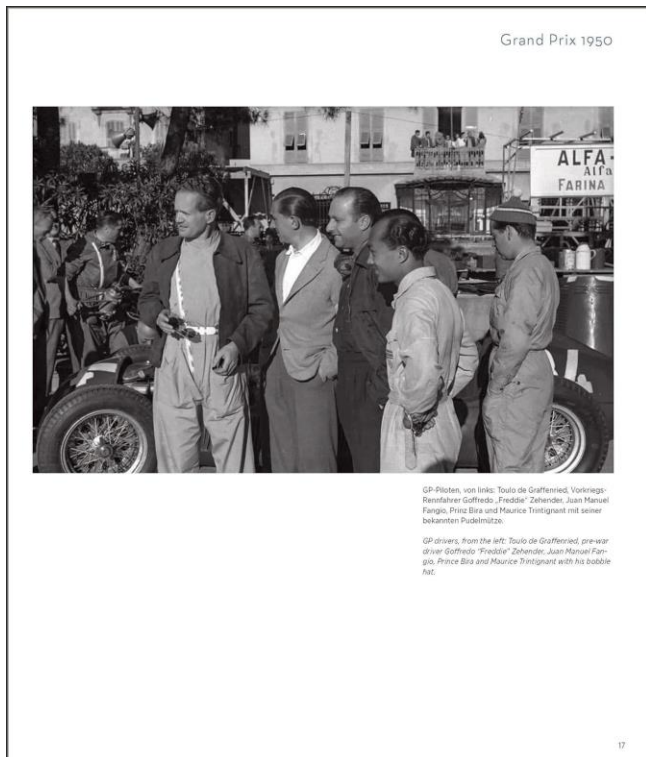 Grand Prix 1950
ALFA-
Alfa
FARINA
GP-Piloten, von links: Toulo de Graffenried, Vorkriegs-
Rennfahrer Goffredo „Freddie“ Zehender, Juan Manuel
Fangio, Prinz Bira und Maurice Trintignant mit seiner
bekannten Pudelmütze.
GP drivers, from the left: Toulo de Graffenried, pre-war
driver Goffredo “Freddie” Zehender, Juan Manuel Fan-
gio, Prince Bira and Maurice Trintignant with his bobble
hat.
17